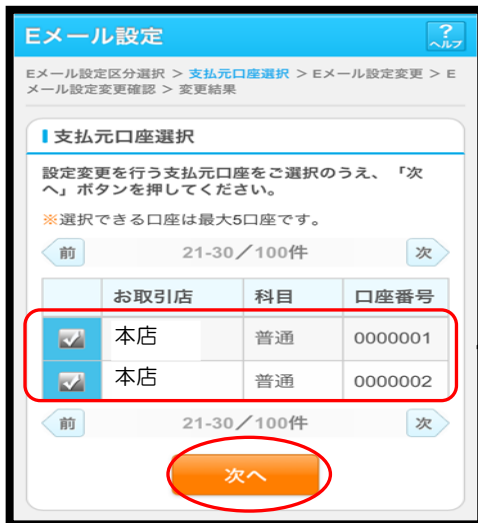 Eメール設定
?
ヘルプ
Eメール設定区分選択 > 支払元口座選択 > Eメール設定変更 > E
メール設定変更確認 > 変更結果
支払元口座選択
設定変更を行う支払元口座をご選択のうえ、「次
へ」ボタンを押してください。
※選択できる口座は最大5口座です。
前 21-30／100件 次
お取引店 科目 口座番号
本店 普通 0000001
本店 普通 0000002
前 21-30／100件 次
次へ